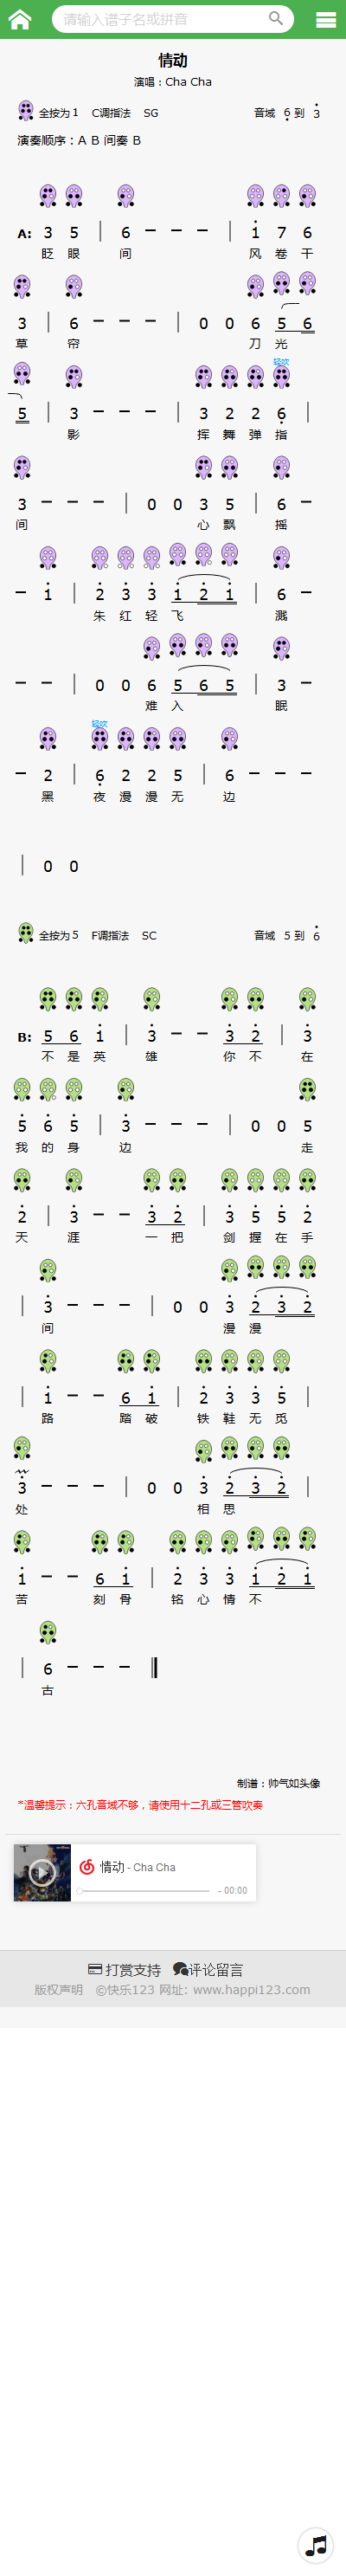 请输入谱子名或拼音
情动
演唱：Cha Cha
全按为1 C调指法 SG 音域 6̣ 到 3̇
演奏顺序：A B 间奏 B
A: 3 5 | 6 － － － | 1̇ 7 6
眨 眼 间 风 卷 干
3 | 6 － － － | 0 0 6 5 6
草 帘 刀 光
轻吹
5 | 3 － － － | 3 2 2 6̣ |
影 挥 舞 弹 指
3 － － － | 0 0 3 5 | 6 －
间 心 飘 摇
－ 1̇ | 2̇ 3̇ 3̇ 1̇ 2̇ 1̇ | 6 －
朱 红 轻 飞 溅
－ － | 0 0 6 5 6 5 | 3 －
难 入 眠
轻吹
－ 2 | 6̣ 2 2 5 | 6 － － －
黑 夜 漫 漫 无 边
| 0 0
全按为5 F调指法 SC 音域 5 到 6̇
B: 5 6 1̇ | 3̇ － － 3̇ 2̇ | 3̇
不 是 英 雄 你 不 在
5̇ 6̇ 5̇ | 3̇ － － － | 0 0 5
我 的 身 边 走
2̇ | 3̇ － － 3̇ 2̇ | 3̇ 5̇ 5̇ 2̇
天 涯 一 把 剑 握 在 手
| 3̇ － － － | 0 0 3̇ 2̇ 3̇ 2̇
间 漫 漫
| 1̇ － － 6 1̇ | 2̇ 3̇ 3̇ 5̇ |
路 踏 破 铁 鞋 无 觅
3̇ － － － | 0 0 3̇ 2̇ 3̇ 2̇ |
处 相 思
1̇ － － 6 1̇ | 2̇ 3̇ 3̇ 1̇ 2̇ 1̇
苦 刻 骨 铭 心 情 不
| 6 － － － ‖
古
制谱：帅气如头像
*温馨提示：六孔音域不够，请使用十二孔或三管吹奏
情动 - Cha Cha
- 00:00
打赏支持 评论留言
版权声明 ©快乐123 网址: www.happi123.com